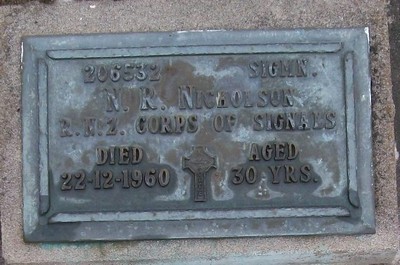 206532 SIGMN.
N. R. NICHOLSON
R.N.Z. CORPS OF SIGNALS
DIED AGED
22-12-1960 30 YRS.